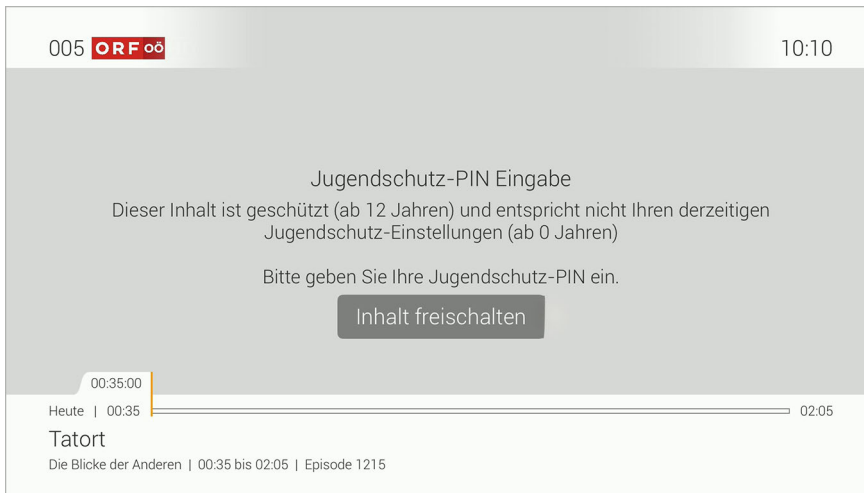 005 ORF oö 10:10
Jugendschutz-PIN Eingabe
Dieser Inhalt ist geschützt (ab 12 Jahren) und entspricht nicht Ihren derzeitigen
Jugendschutz-Einstellungen (ab 0 Jahren)
Bitte geben Sie Ihre Jugendschutz-PIN ein.
Inhalt freischalten
00:35:00
Heute | 00:35 02:05
Tatort
Die Blicke der Anderen | 00:35 bis 02:05 | Episode 1215